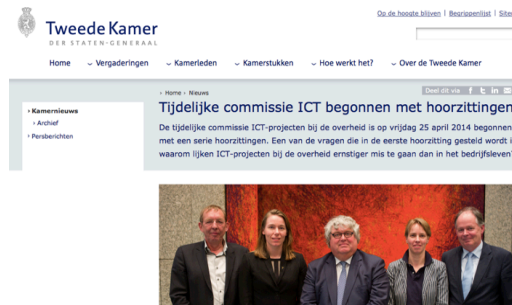 Tweede Kamer
DER STATEN-GENERAAL
Op de hoogte blijven | Begrippenlijst |
Home Vergaderingen Kamerleden Kamerstukken Hoe werkt het? Over de Tweede Kamer
Deel dit via
› Home › Nieuws
› Kamernieuws
› Archief
› Persberichten
Tijdelijke commissie ICT begonnen met hoorzittingen
De tijdelijke commissie ICT-projecten bij de overheid is op vrijdag 25 april 2014 begonnen
met een serie hoorzittingen. Een van de vragen die in de eerste hoorzitting gesteld wordt
waarom lijken ICT-projecten bij de overheid ernstiger mis te gaan dan in het bedrijfsleven?